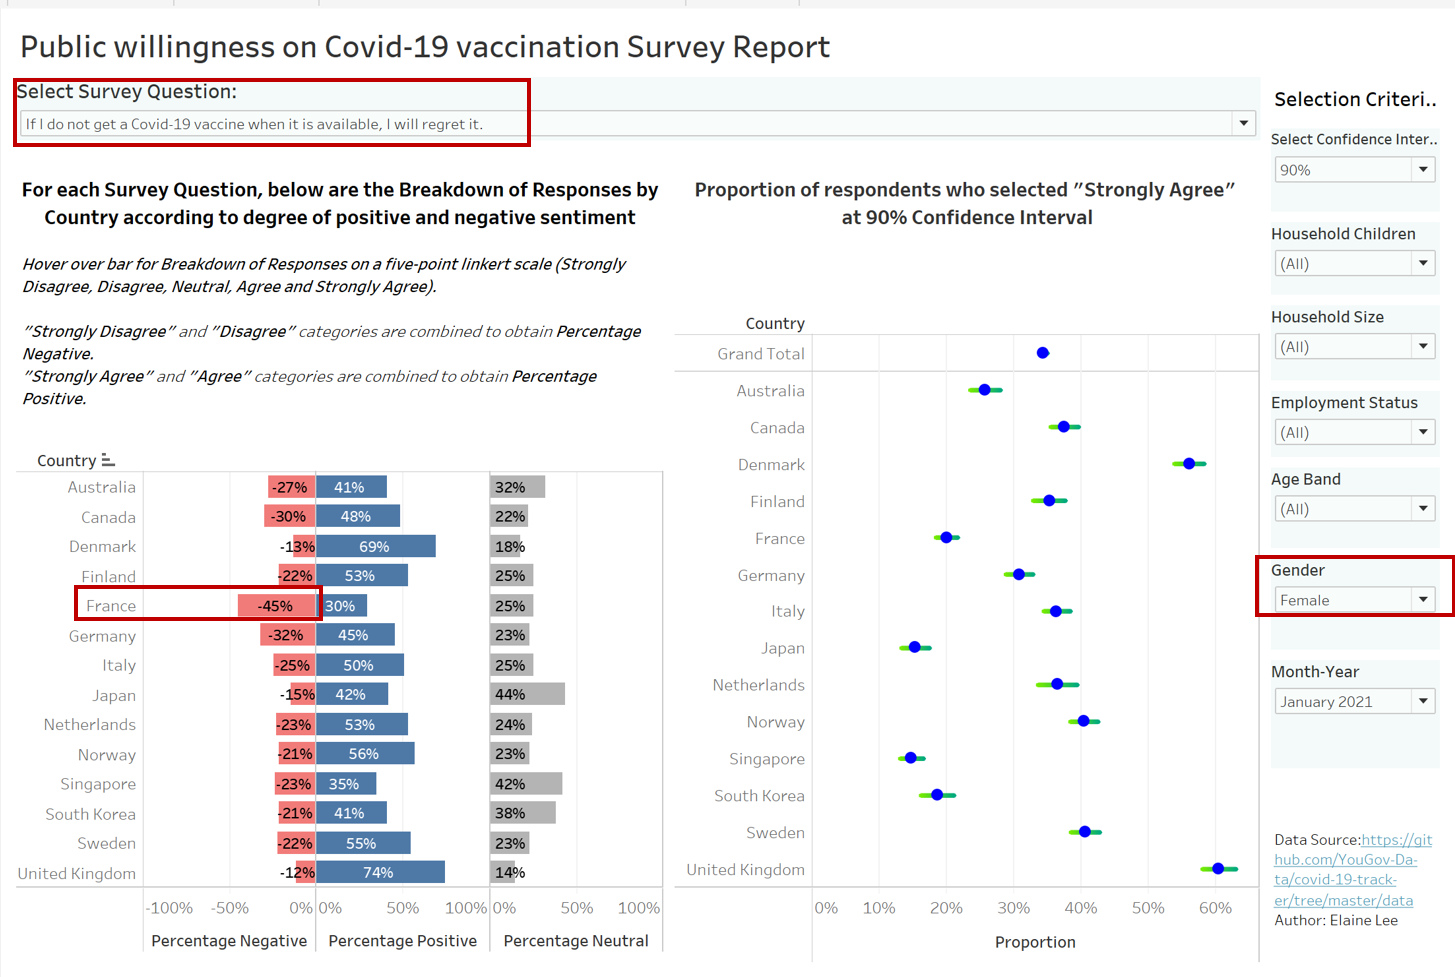 Public willingness on Covid-19 vaccination Survey Report
Select Survey Question:
If I do not get a Covid-19 vaccine when it is available, I will regret it.
For each Survey Question, below are the Breakdown of Responses by
Country according to degree of positive and negative sentiment
Hover over bar for Breakdown of Responses on a five-point linkert scale (Strongly
Disagree, Disagree, Neutral, Agree and Strongly Agree).
"Strongly Disagree" and "Disagree" categories are combined to obtain Percentage
Negative.
"Strongly Agree" and "Agree" categories are combined to obtain Percentage
Positive.
Country
Australia -27% 41% 32%
Canada -30% 48% 22%
Denmark -13% 69% 18%
Finland -22% 53% 25%
France -45% 30% 25%
Germany -32% 45% 23%
Italy -25% 50% 25%
Japan -15% 42% 44%
Netherlands -23% 53% 24%
Norway -21% 56% 23%
Singapore -23% 35% 42%
South Korea -21% 41% 38%
Sweden -22% 55% 23%
United Kingdom -12% 74% 14%
-100% -50% 0% 0% 50% 100% 0% 50% 100%
Percentage Negative Percentage Positive Percentage Neutral
Proportion of respondents who selected "Strongly Agree"
at 90% Confidence Interval
Country
Grand Total
Australia
Canada
Denmark
Finland
France
Germany
Italy
Japan
Netherlands
Norway
Singapore
South Korea
Sweden
United Kingdom
0% 10% 20% 30% 40% 50% 60%
Proportion
Selection Criteri..
Select Confidence Inter..
90%
Household Children
(All)
Household Size
(All)
Employment Status
(All)
Age Band
(All)
Gender
Female
Month-Year
January 2021
Data Source:https://git
hub.com/YouGov-Da-
ta/covid-19-track-
er/tree/master/data
Author: Elaine Lee